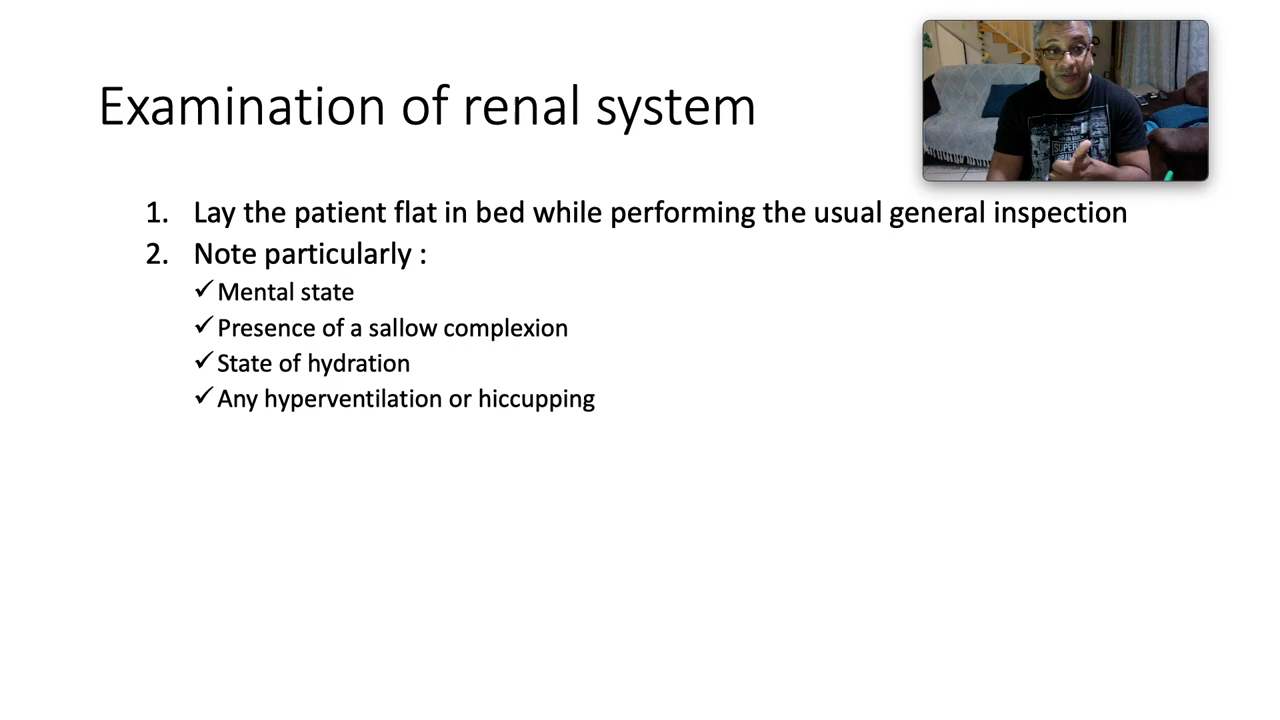 Examination of renal system
SUPER
1. Lay the patient flat in bed while performing the usual general inspection
2. Note particularly :
✓ Mental state
✓ Presence of a sallow complexion
✓ State of hydration
✓ Any hyperventilation or hiccupping